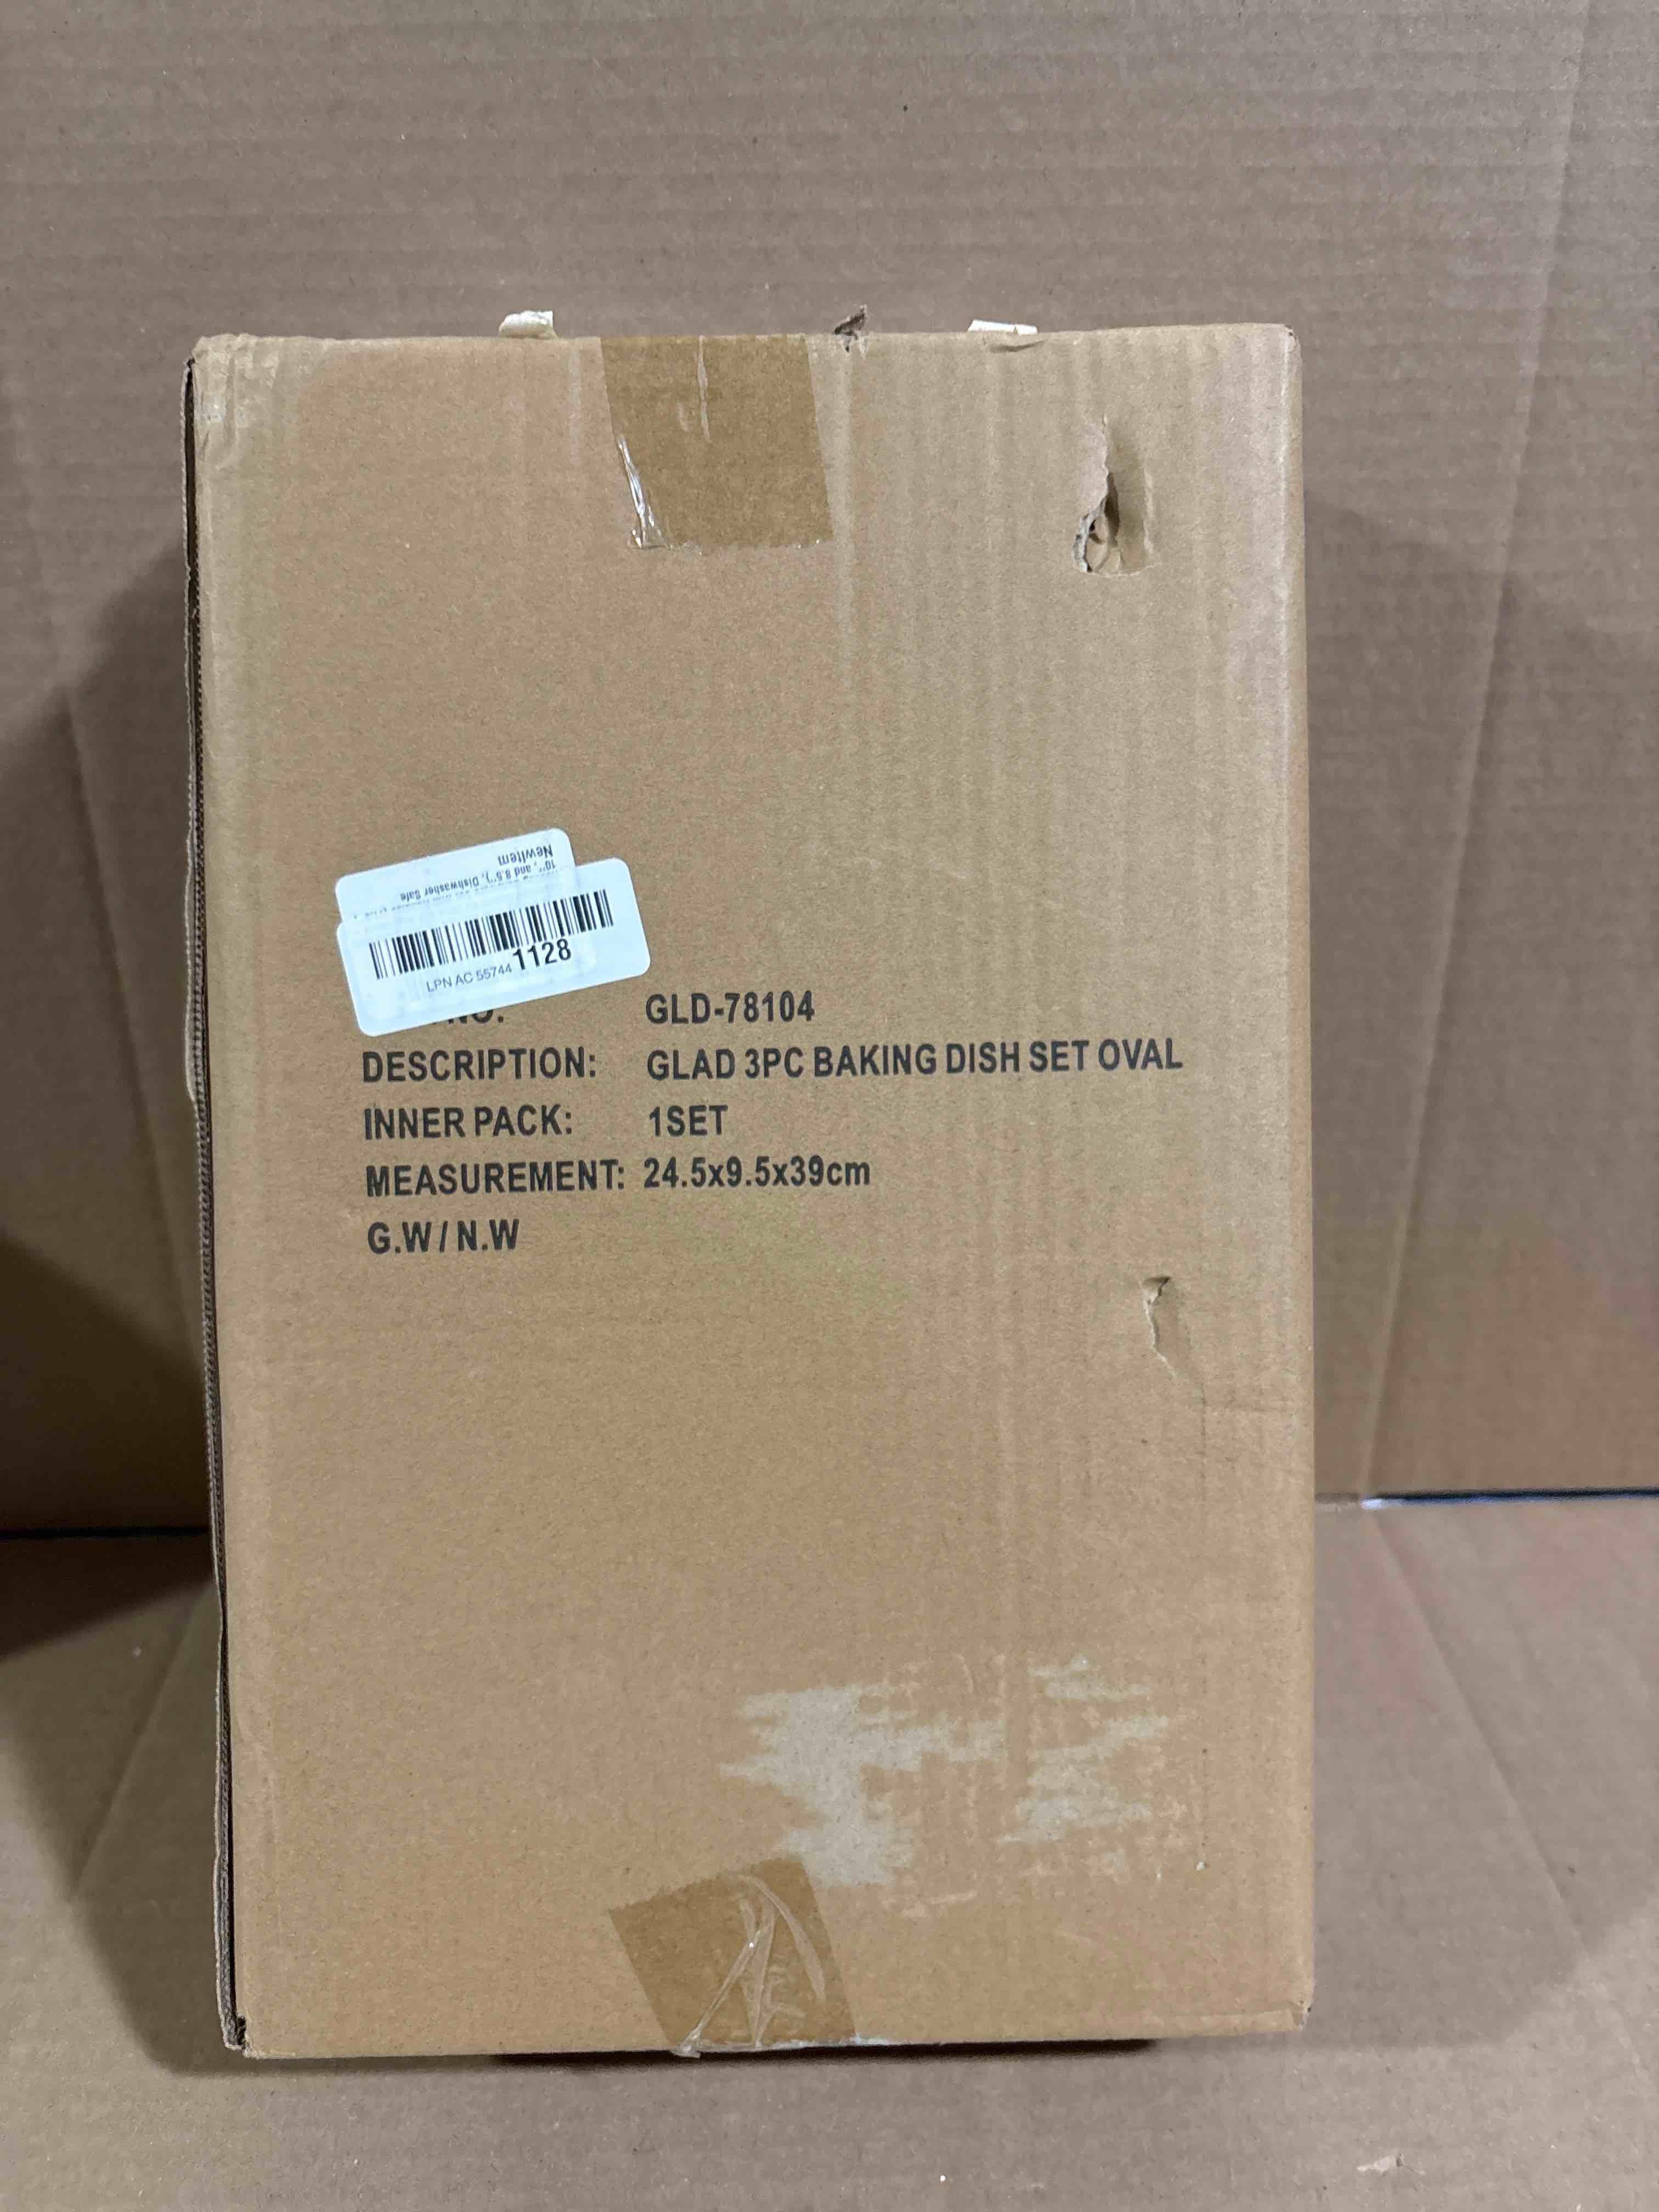 NewItem
10", and 8.5"), Dishwasher Safe
LPN AC 55744 1128
NO: GLD-78104
DESCRIPTION: GLAD 3PC BAKING DISH SET OVAL
INNER PACK: 1SET
MEASUREMENT: 24.5x9.5x39cm
G.W / N.W